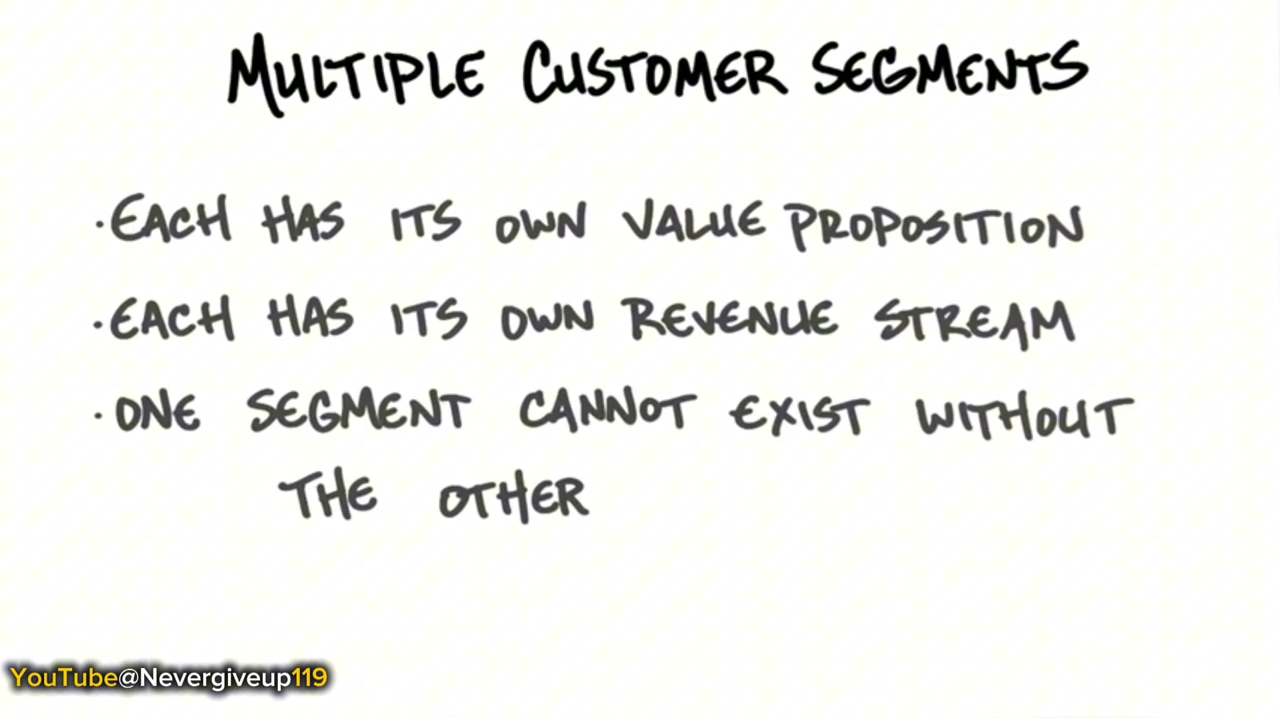 MULTIPLE CUSTOMER SEGMENTS
· EACH HAS ITS OWN VALUE PROPOSITION
· EACH HAS ITS OWN REVENUE STREAM
· ONE SEGMENT CANNOT EXIST WITHOUT
THE OTHER
YouTube@Nevergiveup119